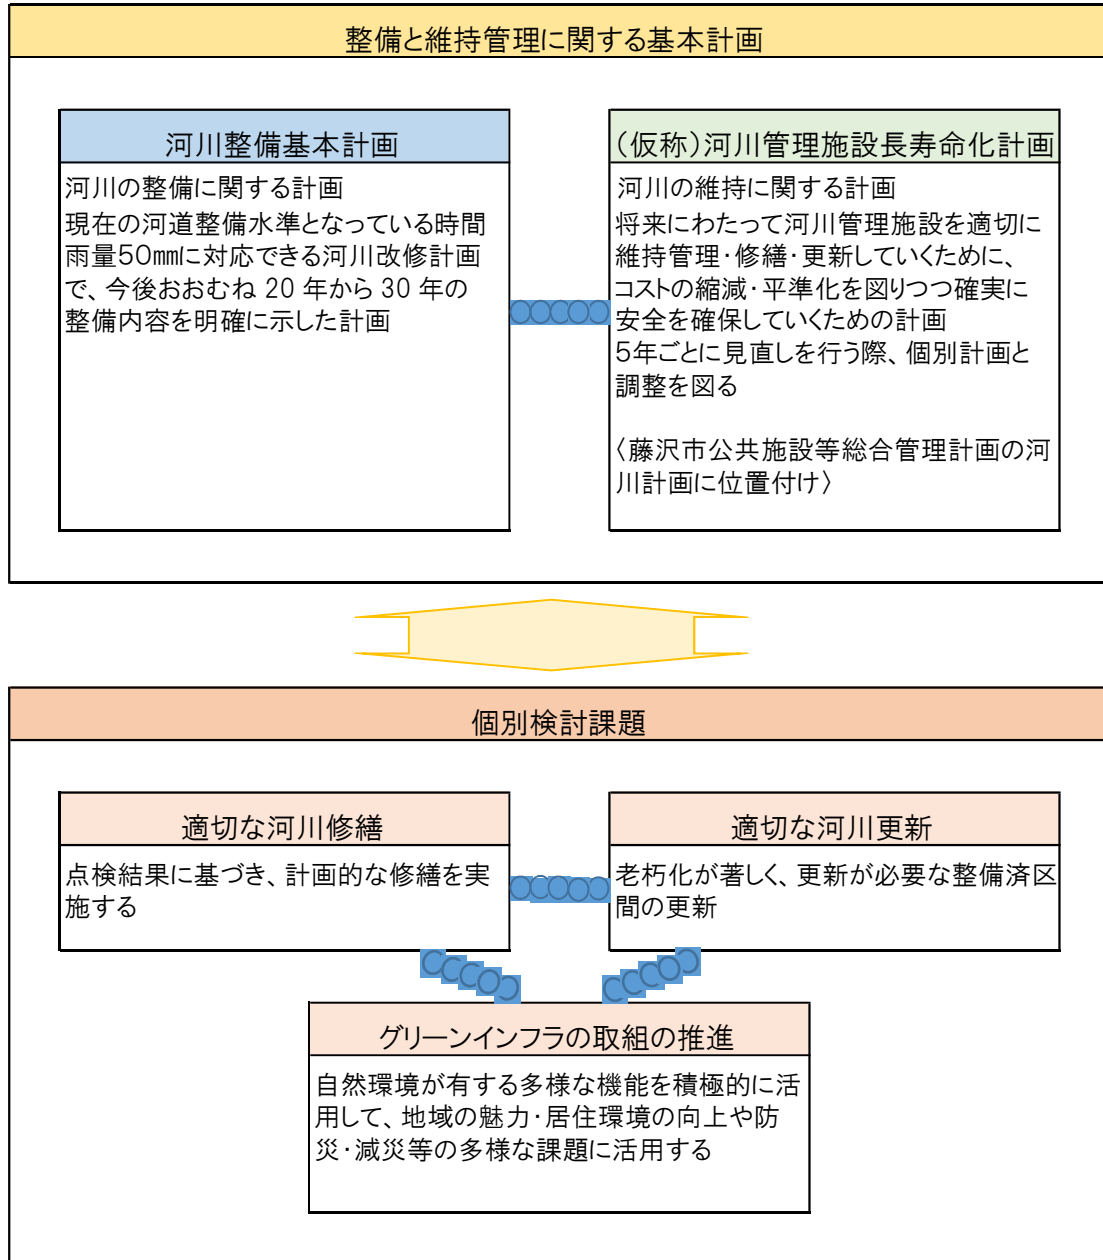 整備と維持管理に関する基本計画
河川整備基本計画
河川の整備に関する計画
現在の河道整備水準となっている時間
雨量50㎜に対応できる河川改修計画
で、今後おおむね 20 年から 30 年の
整備内容を明確に示した計画
(仮称)河川管理施設長寿命化計画
河川の維持に関する計画
将来にわたって河川管理施設を適切に
維持管理・修繕・更新していくために、
コストの縮減・平準化を図りつつ確実に
安全を確保していくための計画
5年ごとに見直しを行う際、個別計画と
調整を図る
〈藤沢市公共施設等総合管理計画の河
川計画に位置付け〉
個別検討課題
適切な河川修繕
点検結果に基づき、計画的な修繕を実
施する
適切な河川更新
老朽化が著しく、更新が必要な整備済区
間の更新
グリーンインフラの取組の推進
自然環境が有する多様な機能を積極的に活
用して、地域の魅力・居住環境の向上や防
災・減災等の多様な課題に活用する